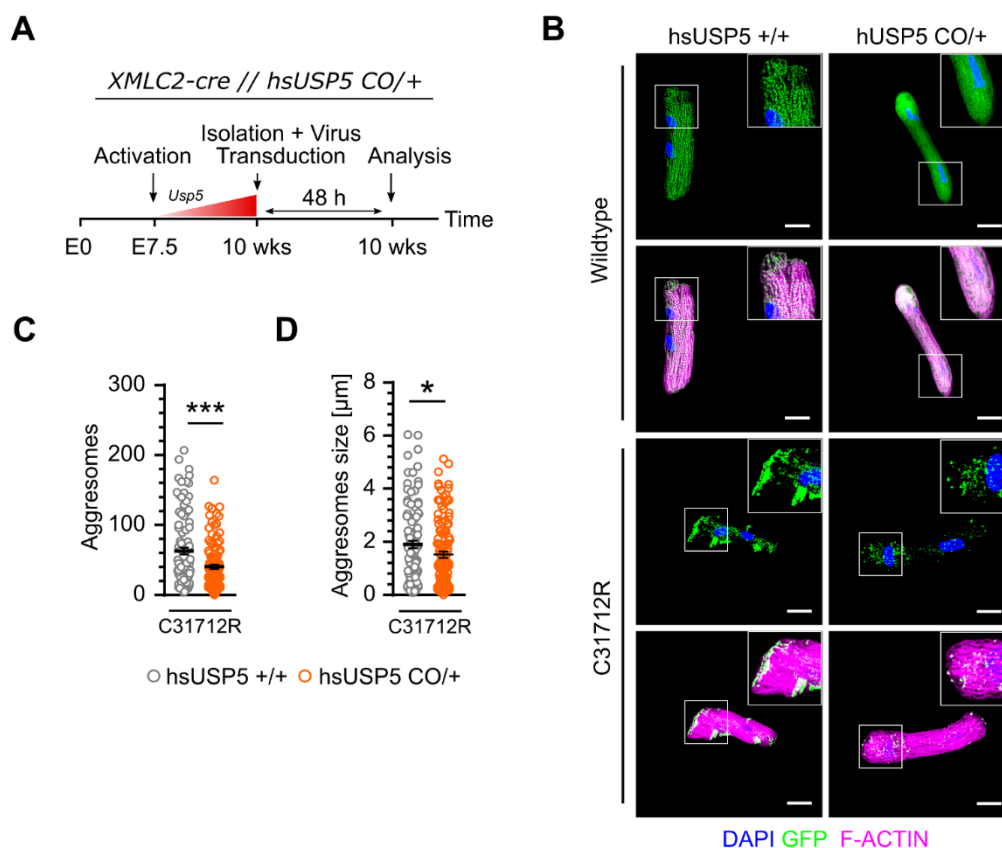 A
XMLC2-cre // hsUSP5 CO/+
Isolation + Virus
Activation Transduction Analysis
Usp5
48 h
Time
E0 E7.5 10 wks 10 wks
B
hsUSP5 +/+ hUSP5 CO/+
Wildtype
C31712R
DAPI GFP F-ACTIN
C
Aggresomes
300
200
100
0
***
C31712R
D
Aggresomes size [µm]
8
6
4
2
0
*
C31712R
hsUSP5 +/+ hsUSP5 CO/+